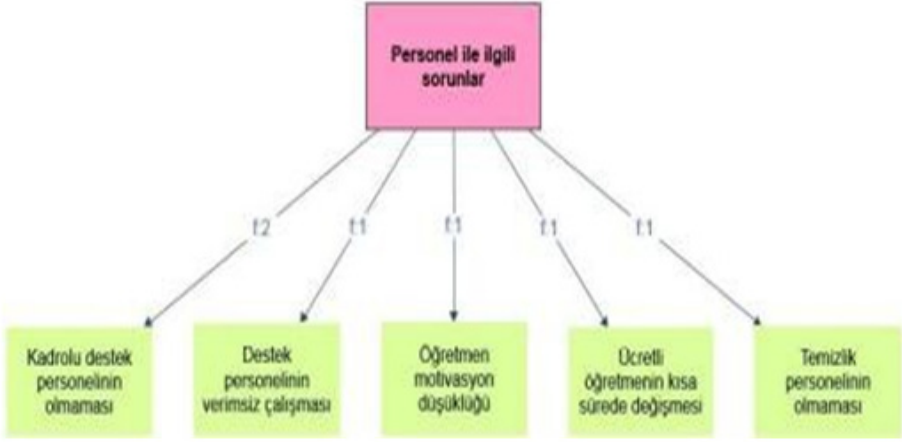 Personel ile ilgili
sorunlar
f:2
f:1
f:1
f:1
f:1
Kadrolu destek
personelinin
olmaması
Destek
personelinin
verimsiz çalışması
Öğretmen
motivasyon
düşüklüğü
Ücretli
öğretmenin kısa
sürede değişmesi
Temizlik
personelinin
olmaması